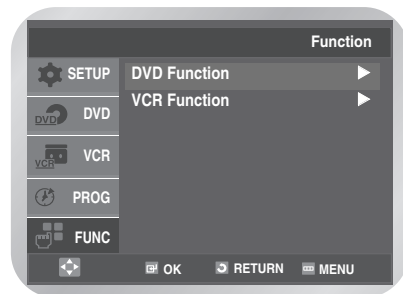 Function
SETUP
DVD Function
VCR Function
DVD DVD
VCR VCR
PROG
FUNC
OK RETURN MENU